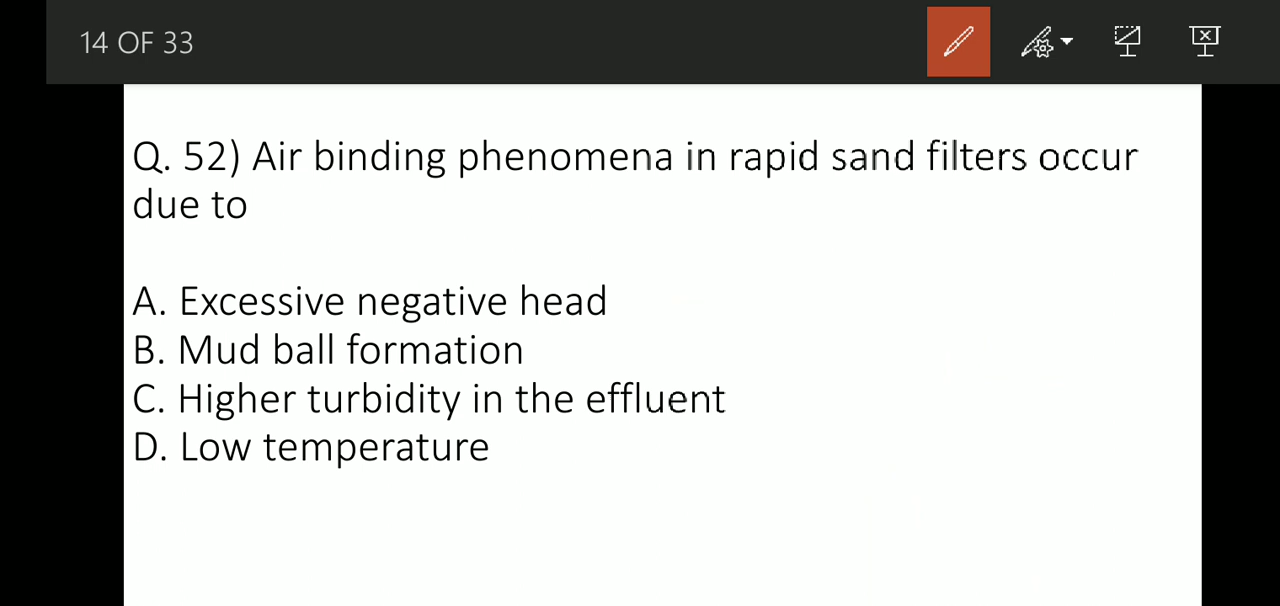 14 OF 33
Q. 52) Air binding phenomena in rapid sand filters occur
due to
A. Excessive negative head
B. Mud ball formation
C. Higher turbidity in the effluent
D. Low temperature